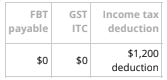 FBT payable
GST ITC
Income tax deduction
$0
$0
$1,200 deduction